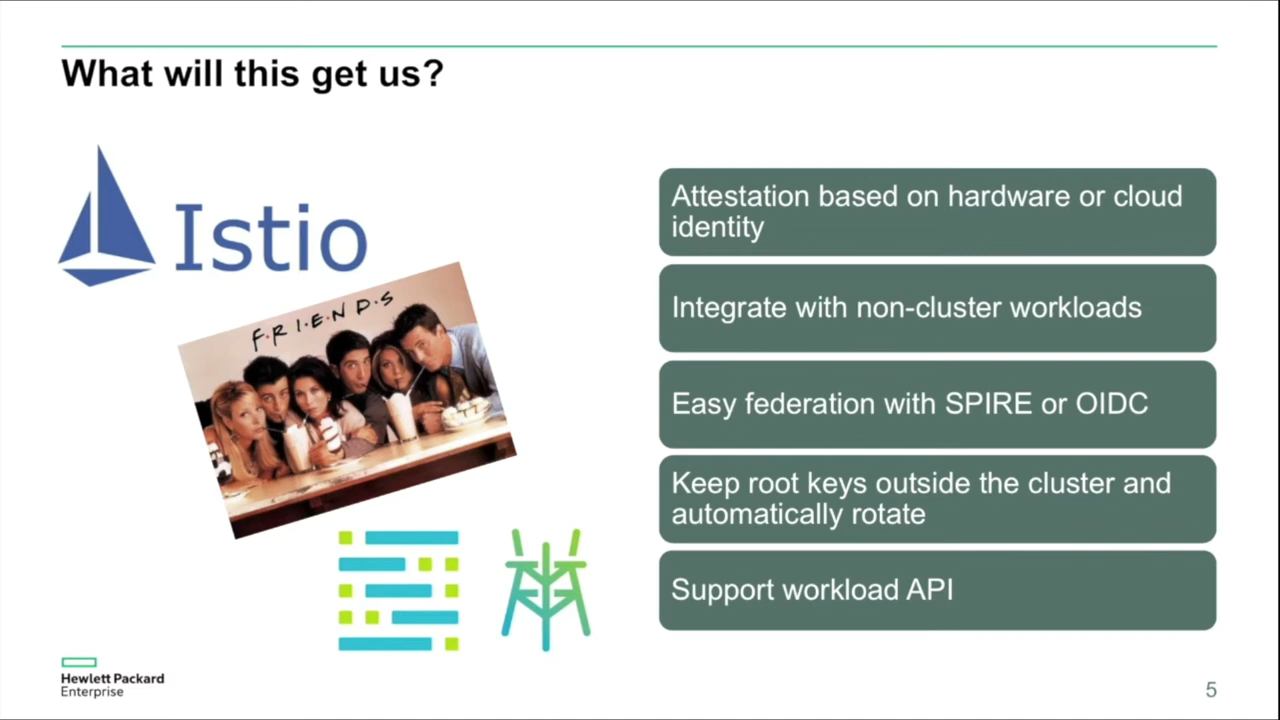 What will this get us?
Istio
F·R·I·E·N·D·S
Attestation based on hardware or cloud
identity
Integrate with non-cluster workloads
Easy federation with SPIRE or OIDC
Keep root keys outside the cluster and
automatically rotate
Support workload API
Hewlett Packard
Enterprise
5